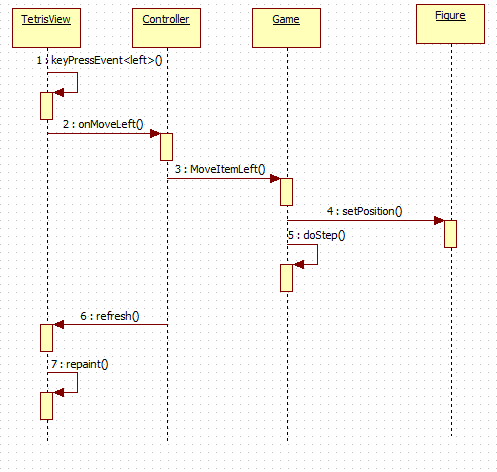 TetrisView
Controller
Game
Figure
1 : keyPressEvent<left>()
2 : onMoveLeft()
3 : MoveItemLeft()
4 : setPosition()
5 : doStep()
6 : refresh()
7 : repaint()